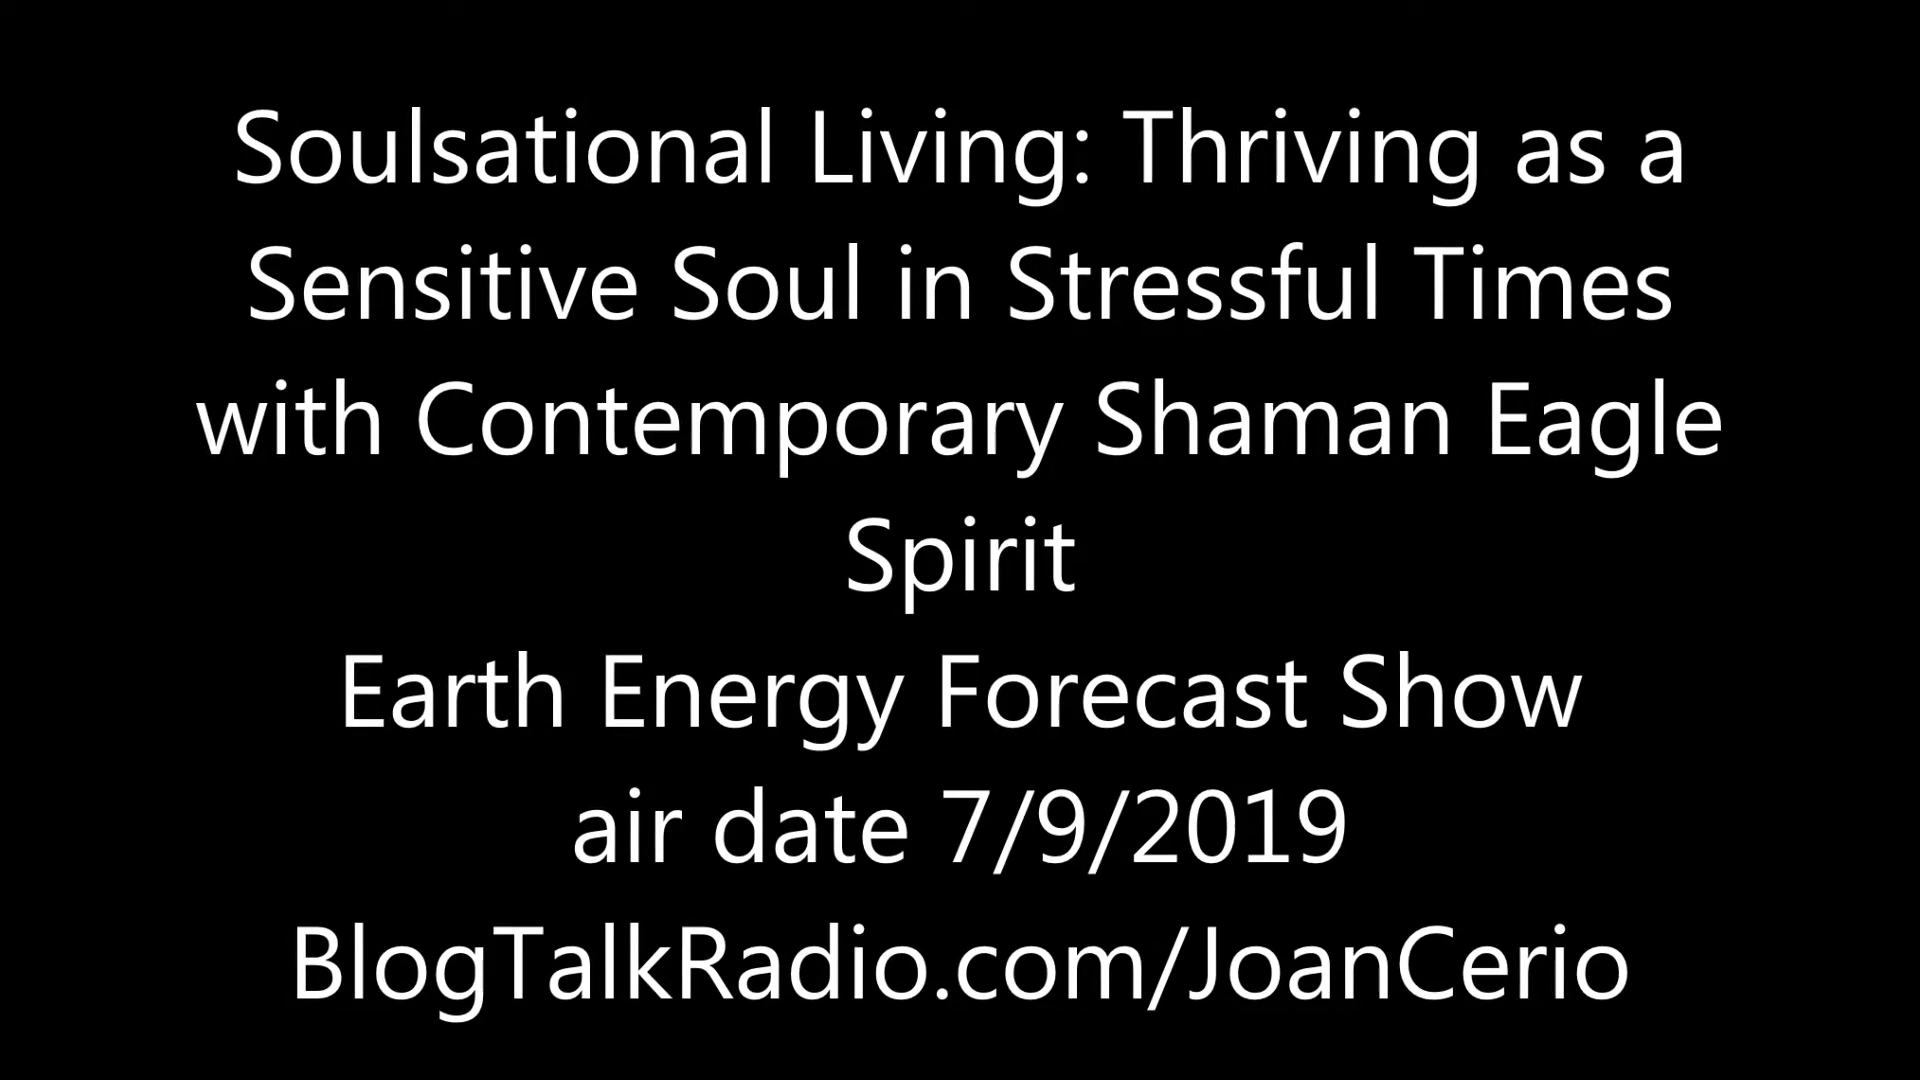 Soulsational Living: Thriving as a
Sensitive Soul in Stressful Times
with Contemporary Shaman Eagle
Spirit
Earth Energy Forecast Show
air date 7/9/2019
BlogTalkRadio.com/JoanCerio